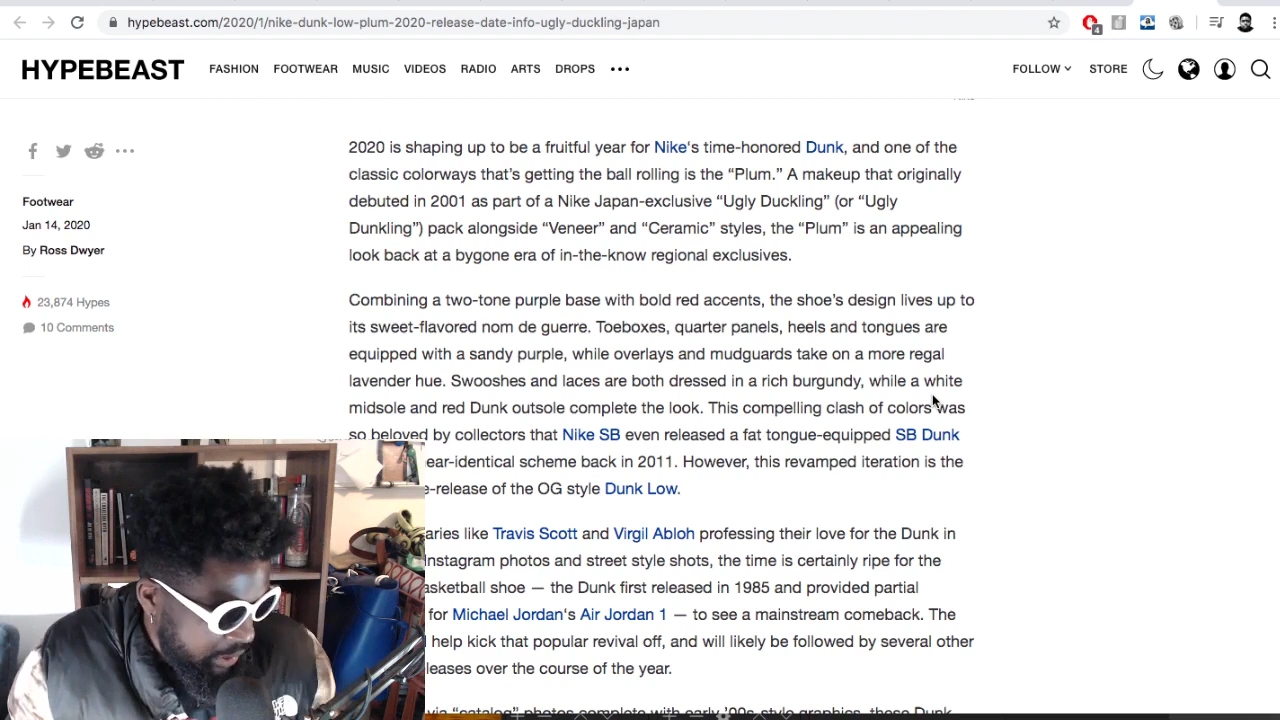 hypebeast.com/2020/1/nike-dunk-low-plum-2020-release-date-info-ugly-duckling-japan
4
HYPEBEAST FASHION FOOTWEAR MUSIC VIDEOS RADIO ARTS DROPS ••• FOLLOW STORE
Footwear
Jan 14, 2020
By Ross Dwyer
23,874 Hypes
10 Comments
2020 is shaping up to be a fruitful year for Nike's time-honored Dunk, and one of the
classic colorways that's getting the ball rolling is the “Plum.” A makeup that originally
debuted in 2001 as part of a Nike Japan-exclusive “Ugly Duckling” (or “Ugly
Dunkling”) pack alongside “Veneer” and “Ceramic” styles, the “Plum” is an appealing
look back at a bygone era of in-the-know regional exclusives.
Combining a two-tone purple base with bold red accents, the shoe's design lives up to
its sweet-flavored nom de guerre. Toeboxes, quarter panels, heels and tongues are
equipped with a sandy purple, while overlays and mudguards take on a more regal
lavender hue. Swooshes and laces are both dressed in a rich burgundy, while a white
midsole and red Dunk outsole complete the look. This compelling clash of colors was
so beloved by collectors that Nike SB even released a fat tongue-equipped SB Dunk
ear-identical scheme back in 2011. However, this revamped iteration is the
e-release of the OG style Dunk Low.
aries like Travis Scott and Virgil Abloh professing their love for the Dunk in
nstagram photos and street style shots, the time is certainly ripe for the
asketball shoe — the Dunk first released in 1985 and provided partial
for Michael Jordan's Air Jordan 1 — to see a mainstream comeback. The
help kick that popular revival off, and will likely be followed by several other
leases over the course of the year.
via “catalog” photos complete with early '00s-style graphics, these Dunk